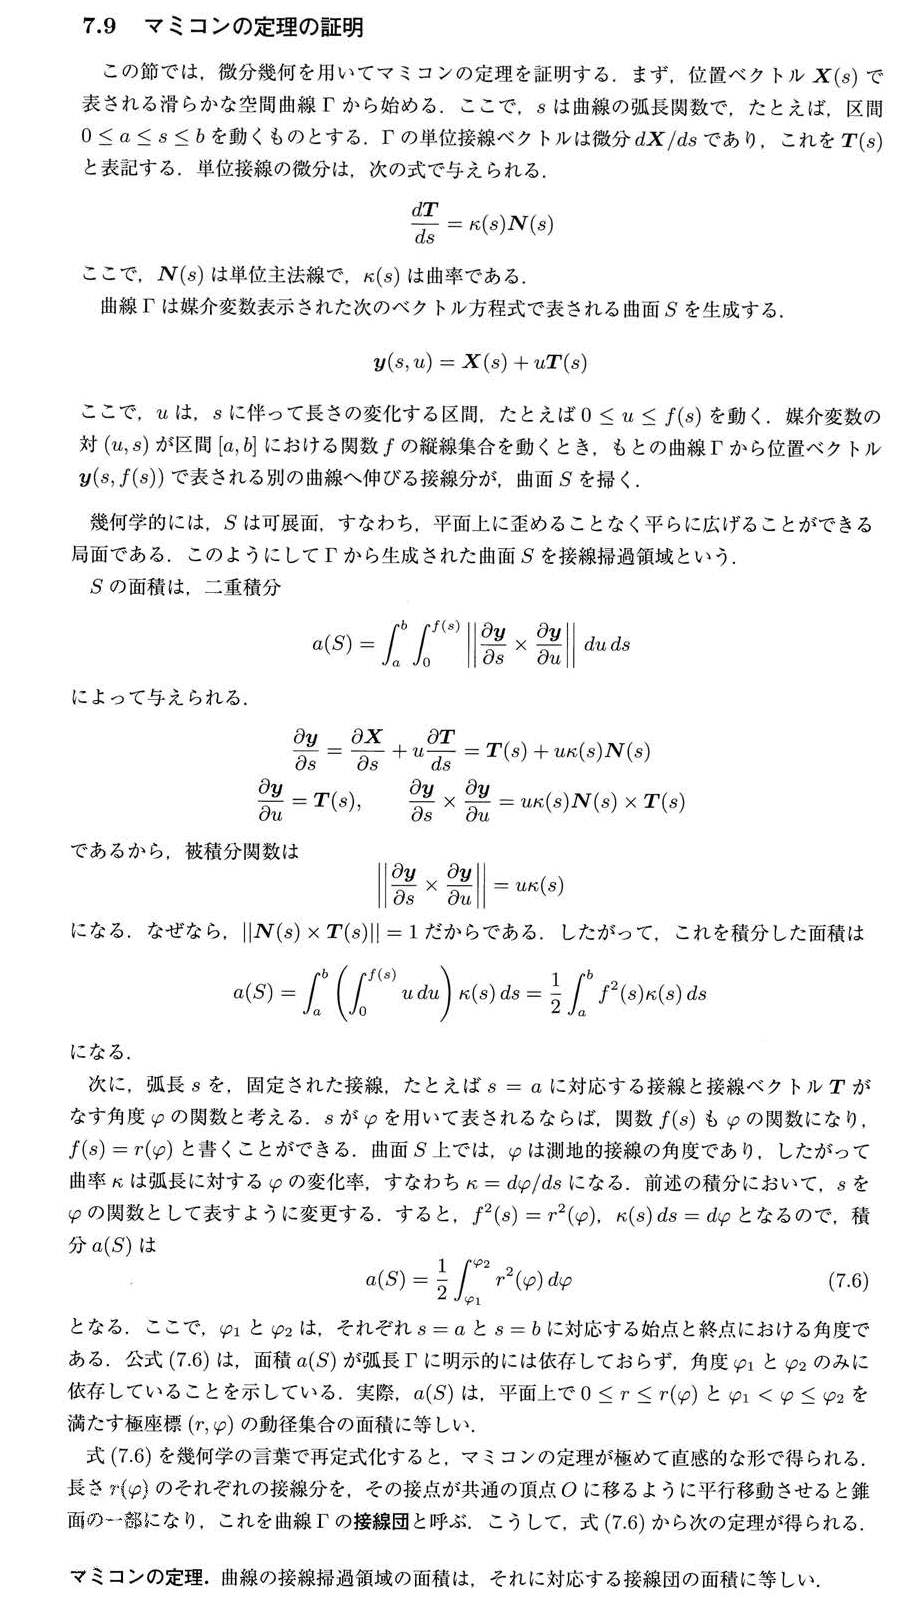 7.9 マミコンの定理の証明
この節では，微分幾何を用いてマミコンの定理を証明する．まず，位置ベクトル X(s) で
表される滑らかな空間曲線 Γ から始める．ここで，s は曲線の弧長関数で，たとえば，区間
0 ≤ a ≤ s ≤ b を動くものとする．Γ の単位接線ベクトルは微分 dX/ds であり，これを T(s)
と表記する．単位接線の微分は，次の式で与えられる．
dT/ds = κ(s)N(s)
ここで，N(s) は単位主法線で，κ(s) は曲率である．
曲線 Γ は媒介変数表示された次のベクトル方程式で表される曲面 S を生成する．
y(s, u) = X(s) + uT(s)
ここで，u は，s に伴って長さの変化する区間，たとえば 0 ≤ u ≤ f(s) を動く．媒介変数の
対 (u, s) が区間 [a, b] における関数 f の縦線集合を動くとき，もとの曲線 Γ から位置ベクトル
y(s, f(s)) で表される別の曲線へ伸びる接線分が，曲面 S を掃く．
幾何学的には，S は可展面，すなわち，平面上に歪めることなく平らに広げることができる
局面である．このようにして Γ から生成された曲面 S を接線掃過領域という．
S の面積は，二重積分
a(S) = ∫_a^b ∫_0^{f(s)} ||∂y/∂s × ∂y/∂u|| du ds
によって与えられる．
∂y/∂s = ∂X/∂s + u ∂T/ds = T(s) + uκ(s)N(s)
∂y/∂u = T(s), ∂y/∂s × ∂y/∂u = uκ(s)N(s) × T(s)
であるから，被積分関数は
||∂y/∂s × ∂y/∂u|| = uκ(s)
になる．なぜなら，||N(s) × T(s)|| = 1 だからである．したがって，これを積分した面積は
a(S) = ∫_a^b (∫_0^{f(s)} u du) κ(s) ds = 1/2 ∫_a^b f²(s)κ(s) ds
になる．
次に，弧長 s を，固定された接線，たとえば s = a に対応する接線と接線ベクトル T が
なす角度 φ の関数と考える．s が φ を用いて表されるならば，関数 f(s) も φ の関数になり，
f(s) = r(φ) と書くことができる．曲面 S 上では，φ は測地的接線の角度であり，したがって
曲率 κ は弧長に対する φ の変化率，すなわち κ = dφ/ds になる．前述の積分において，s を
φ の関数として表すように変更する．すると，f²(s) = r²(φ)，κ(s) ds = dφ となるので，積
分 a(S) は
a(S) = 1/2 ∫_{φ₁}^{φ₂} r²(φ) dφ (7.6)
となる．ここで，φ₁ と φ₂ は，それぞれ s = a と s = b に対応する始点と終点における角度で
ある．公式 (7.6) は，面積 a(S) が弧長 Γ に明示的には依存しておらず，角度 φ₁ と φ₂ のみに
依存していることを示している．実際，a(S) は，平面上で 0 ≤ r ≤ r(φ) と φ₁ < φ ≤ φ₂ を
満たす極座標 (r, φ) の動径集合の面積に等しい．
式 (7.6) を幾何学の言葉で再定式化すると，マミコンの定理が極めて直感的な形で得られる．
長さ r(φ) のそれぞれの接線分を，その接点が共通の頂点 O に移るように平行移動させると錐
面の一部になり，これを曲線 Γ の接線団と呼ぶ．こうして，式 (7.6) から次の定理が得られる．
マミコンの定理．曲線の接線掃過領域の面積は，それに対応する接線団の面積に等しい．